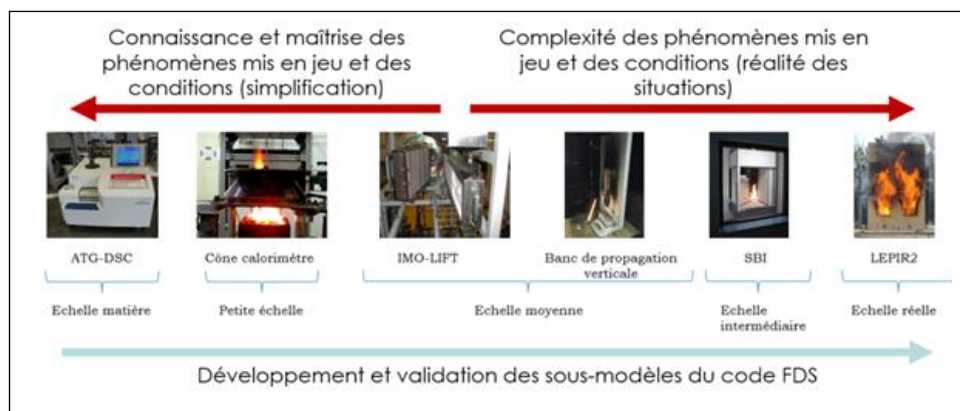 Connaissance et maîtrise des
phénomènes mis en jeu et des
conditions (simplification)
Complexité des phénomènes mis en
jeu et des conditions (réalité des
situations)
ATG-DSC
Cône calorimétre
IMO-LIFT
Banc de propagation
verticale
SBI
LEPIR2
Echelle matière
Petite échelle
Echelle moyenne
Echelle
intermédiaire
Echelle réelle
Développement et validation des sous-modèles du code FDS